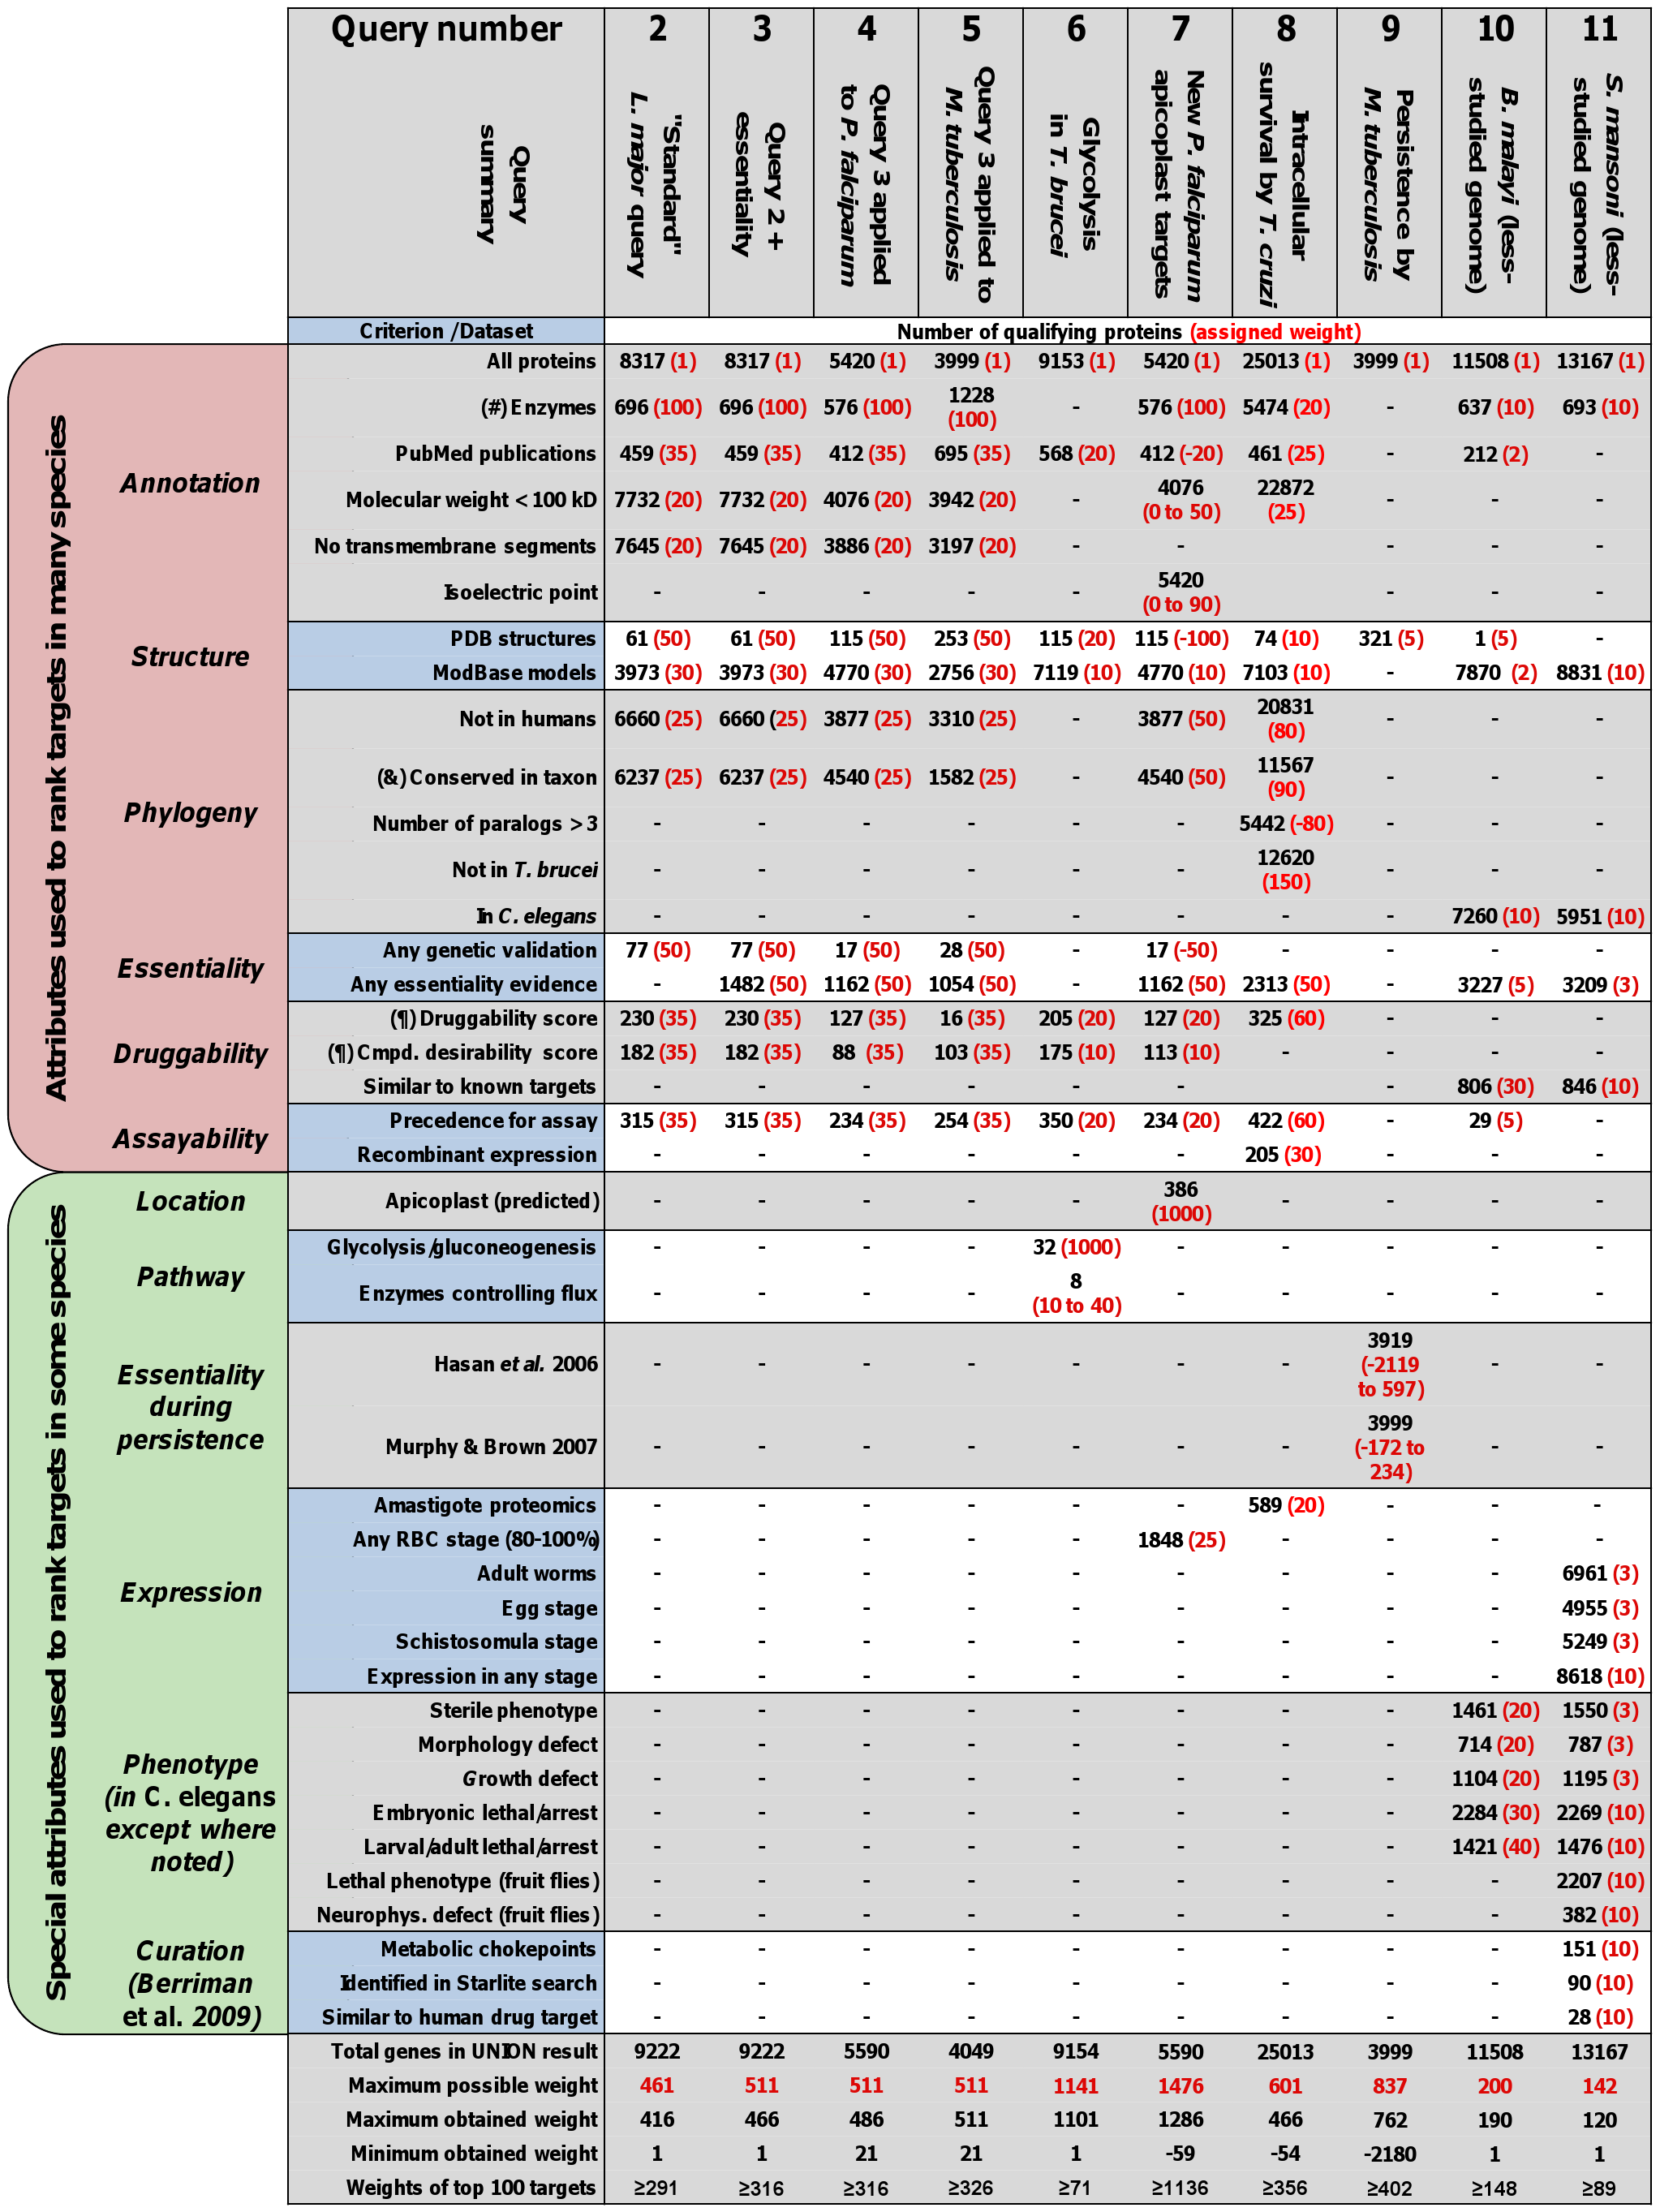 Query number 2 3 4 5 6 7 8 9 10 11
Query summary
"Standard" L. major query
Query 2 + essentiality
Query 3 applied to P. falciparum
Query 3 applied to M. tuberculosis
Glycolysis in T. brucei
New P. falciparum apicoplast targets
Intracellular survival by T. cruzi
Persistence by M. tuberculosis
B. malayi (less-studied genome)
S. mansoni (less-studied genome)
Criterion /Dataset Number of qualifying proteins (assigned weight)
Attributes used to rank targets in many species
Annotation
All proteins 8317 (1) 8317 (1) 5420 (1) 3999 (1) 9153 (1) 5420 (1) 25013 (1) 3999 (1) 11508 (1) 13167 (1)
(#) Enzymes 696 (100) 696 (100) 576 (100) 1228 (100) - 576 (100) 5474 (20) - 637 (10) 693 (10)
PubMed publications 459 (35) 459 (35) 412 (35) 695 (35) 568 (20) 412 (-20) 461 (25) - 212 (2) -
Molecular weight < 100 kD 7732 (20) 7732 (20) 4076 (20) 3942 (20) - 4076 (0 to 50) 22872 (25) - - -
No transmembrane segments 7645 (20) 7645 (20) 3886 (20) 3197 (20) - - - - -
Isoelectric point - - - - - 5420 (0 to 90) - - -
Structure
PDB structures 61 (50) 61 (50) 115 (50) 253 (50) 115 (20) 115 (-100) 74 (10) 321 (5) 1 (5) -
ModBase models 3973 (30) 3973 (30) 4770 (30) 2756 (30) 7119 (10) 4770 (10) 7103 (10) - 7870 (2) 8831 (10)
Phylogeny
Not in humans 6660 (25) 6660 (25) 3877 (25) 3310 (25) - 3877 (50) 20831 (80) - - -
(&) Conserved in taxon 6237 (25) 6237 (25) 4540 (25) 1582 (25) - 4540 (50) 11567 (90) - - -
Number of paralogs > 3 - - - - - - 5442 (-80) - - -
Not in T. brucei - - - - - - 12620 (150) - - -
In C. elegans - - - - - - - - 7260 (10) 5951 (10)
Essentiality
Any genetic validation 77 (50) 77 (50) 17 (50) 28 (50) - 17 (-50) - - - -
Any essentiality evidence - 1482 (50) 1162 (50) 1054 (50) - 1162 (50) 2313 (50) - 3227 (5) 3209 (3)
Druggability
(¶) Druggability score 230 (35) 230 (35) 127 (35) 16 (35) 205 (20) 127 (20) 325 (60) - - -
(¶) Cmpd. desirability score 182 (35) 182 (35) 88 (35) 103 (35) 175 (10) 113 (10) - - - -
Similar to known targets - - - - - - - 806 (30) 846 (10)
Assayability
Precedence for assay 315 (35) 315 (35) 234 (35) 254 (35) 350 (20) 234 (20) 422 (60) - 29 (5) -
Recombinant expression - - - - - - 205 (30) - - -
Special attributes used to rank targets in some species
Location
Apicoplast (predicted) - - - - - 386 (1000) - - - -
Pathway
Glycolysis/gluconeogenesis - - - - 32 (1000) - - - - -
Enzymes controlling flux - - - - 8 (10 to 40) - - - - -
Essentiality during persistence
Hasan et al. 2006 - - - - - - - 3919 (-2119 to 597) - -
Murphy & Brown 2007 - - - - - - - 3999 (-172 to 234) - -
Expression
Amastigote proteomics - - - - - - 589 (20) - - -
Any RBC stage (80-100%) - - - - - 1848 (25) - - - -
Adult worms - - - - - - - - - 6961 (3)
Egg stage - - - - - - - - - 4955 (3)
Schistosomula stage - - - - - - - - - 5249 (3)
Expression in any stage - - - - - - - - - 8618 (10)
Phenotype (in C. elegans except where noted)
Sterile phenotype - - - - - - - - 1461 (20) 1550 (3)
Morphology defect - - - - - - - - 714 (20) 787 (3)
Growth defect - - - - - - - - 1104 (20) 1195 (3)
Embryonic lethal/arrest - - - - - - - - 2284 (30) 2269 (10)
Larval/adult lethal/arrest - - - - - - - - 1421 (40) 1476 (10)
Lethal phenotype (fruit flies) - - - - - - - - - 2207 (10)
Neurophys. defect (fruit flies) - - - - - - - - - 382 (10)
Curation (Berriman et al. 2009)
Metabolic chokepoints - - - - - - - - - 151 (10)
Identified in Starlite search - - - - - - - - - 90 (10)
Similar to human drug target - - - - - - - - - 28 (10)
Total genes in UNION result 9222 9222 5590 4049 9154 5590 25013 3999 11508 13167
Maximum possible weight 461 511 511 511 1141 1476 601 837 200 142
Maximum obtained weight 416 466 486 511 1101 1286 466 762 190 120
Minimum obtained weight 1 1 21 21 1 -59 -54 -2180 1 1
Weights of top 100 targets ≥291 ≥316 ≥316 ≥326 ≥71 ≥1136 ≥356 ≥402 ≥148 ≥89